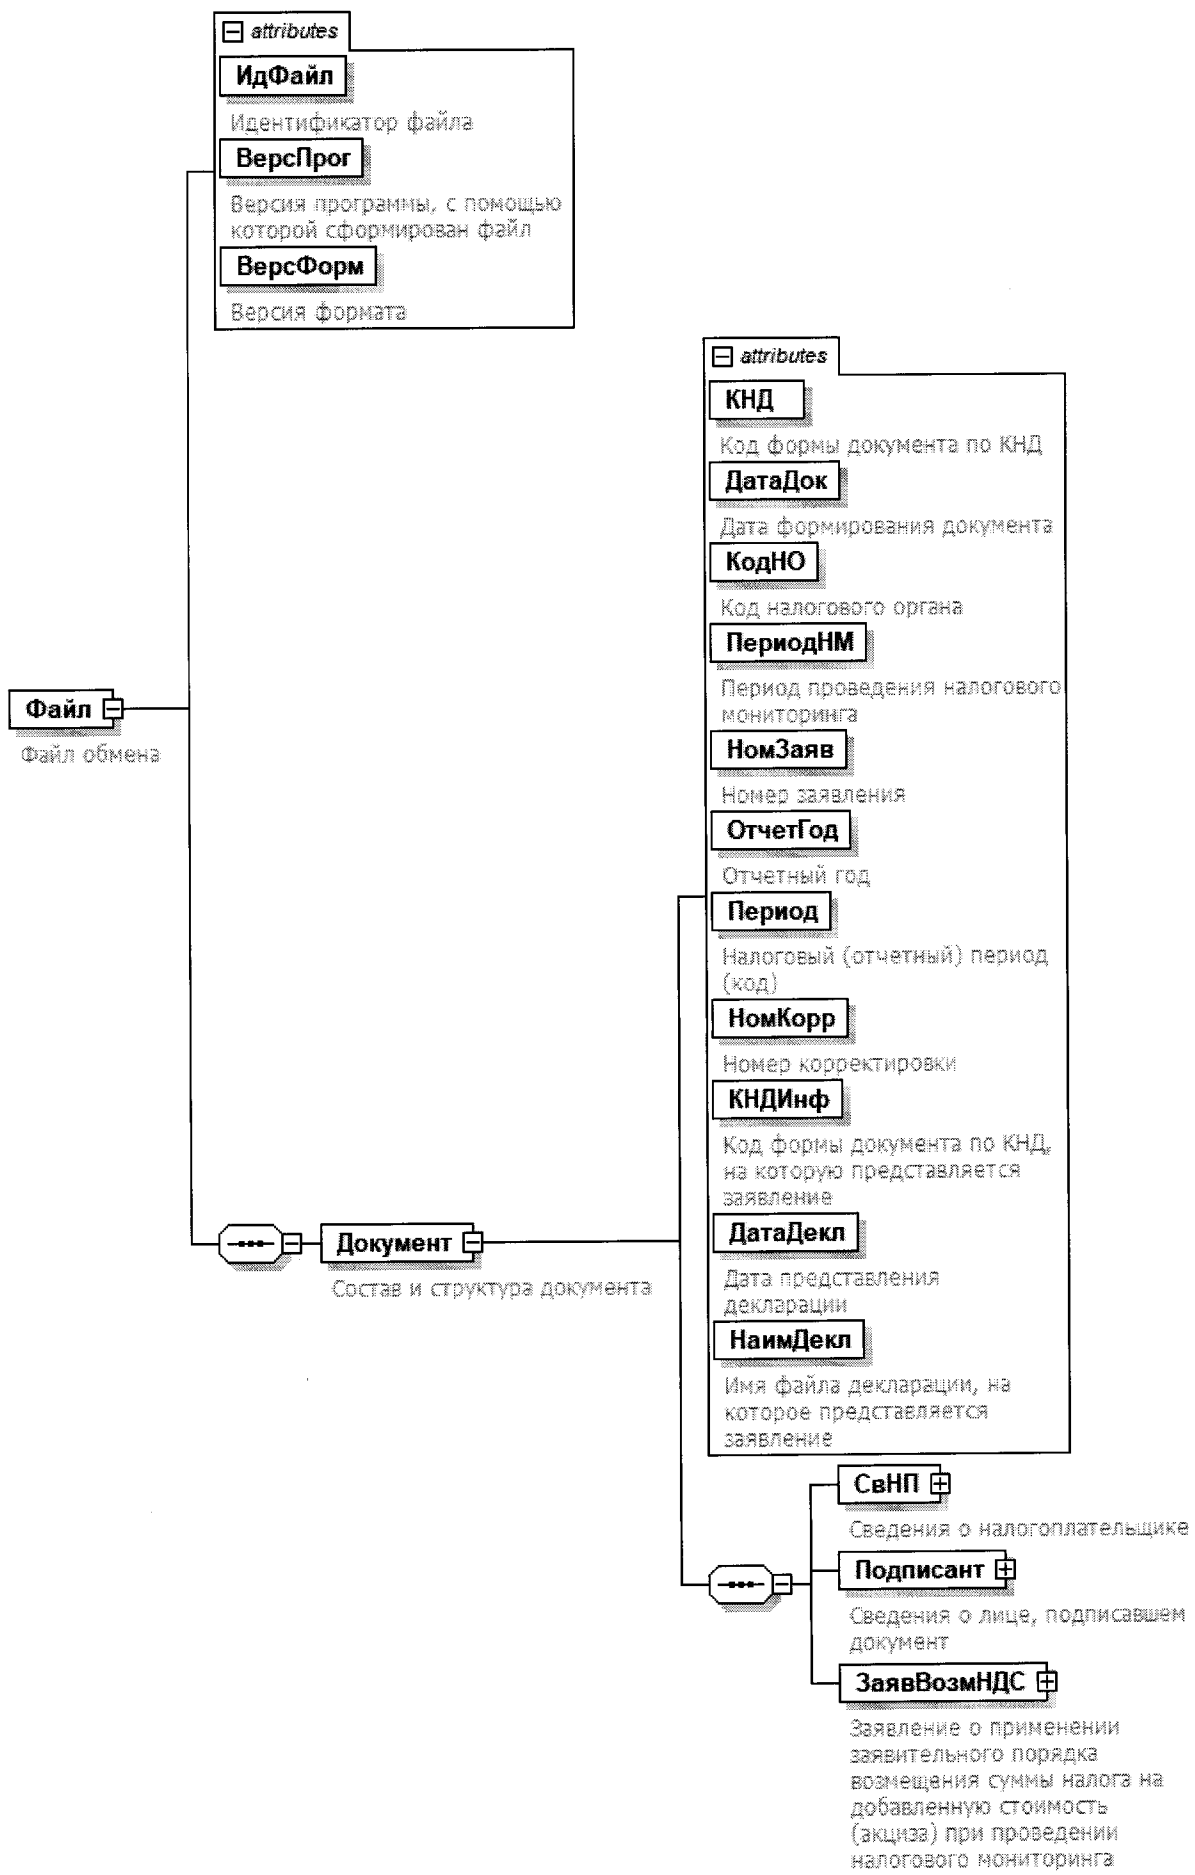 attributes
ИдФайл
Идентификатор файла
ВерсПрог
Версия программы, с помощью
которой сформирован файл
ВерсФорм
Версия формата
Файл
Файл обмена
Документ
Состав и структура документа
attributes
КНД
Код формы документа по КНД
ДатаДок
Дата формирования документа
КодНО
Код налогового органа
ПериодНМ
Период проведения налогового
мониторинга
НомЗаяв
Номер заявления
ОтчетГод
Отчетный год
Период
Налоговый (отчетный) период
(код)
НомКорр
Номер корректировки
КНДИнф
Код формы документа по КНД,
на которую представляется
заявление
ДатаДекл
Дата представления
декларации
НаимДекл
Имя файла декларации, на
которое представляется
заявление
СвНП
Сведения о налогоплательщике
Подписант
Сведения о лице, подписавшем
документ
ЗаявВозмНДС
Заявление о применении
заявительного порядка
возмещения суммы налога на
добавленную стоимость
(акциза) при проведении
налогового мониторинга